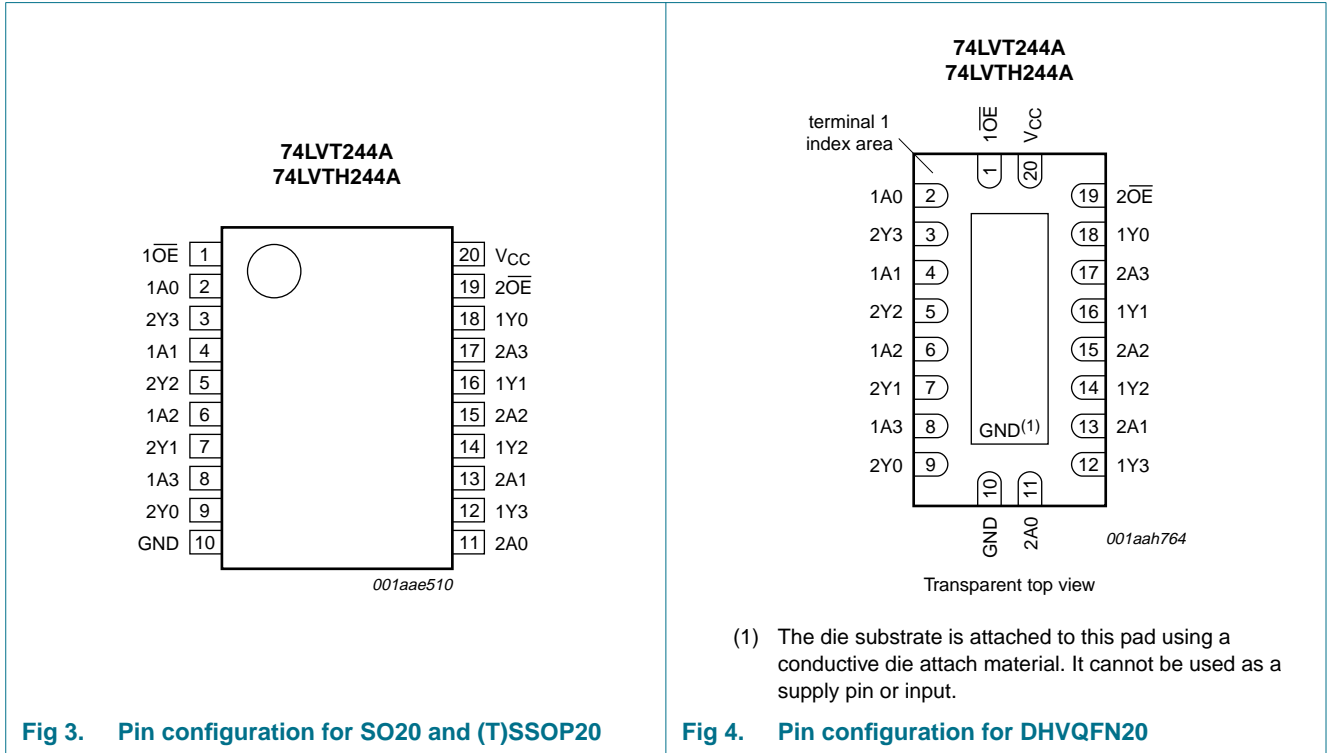 74LVT244A
74LVTH244A
1O̅E̅ 1
1A0 2
2Y3 3
1A1 4
2Y2 5
1A2 6
2Y1 7
1A3 8
2Y0 9
GND 10
20 VCC
19 2O̅E̅
18 1Y0
17 2A3
16 1Y1
15 2A2
14 1Y2
13 2A1
12 1Y3
11 2A0
001aae510
Fig 3. Pin configuration for SO20 and (T)SSOP20
74LVT244A
74LVTH244A
terminal 1
index area
1O̅E̅
VCC
1
20
1A0 2
2Y3 3
1A1 4
2Y2 5
1A2 6
2Y1 7
1A3 8
2Y0 9
19 2O̅E̅
18 1Y0
17 2A3
16 1Y1
15 2A2
14 1Y2
13 2A1
12 1Y3
GND(1)
10
11
GND
2A0
001aah764
Transparent top view
(1) The die substrate is attached to this pad using a
conductive die attach material. It cannot be used as a
supply pin or input.
Fig 4. Pin configuration for DHVQFN20